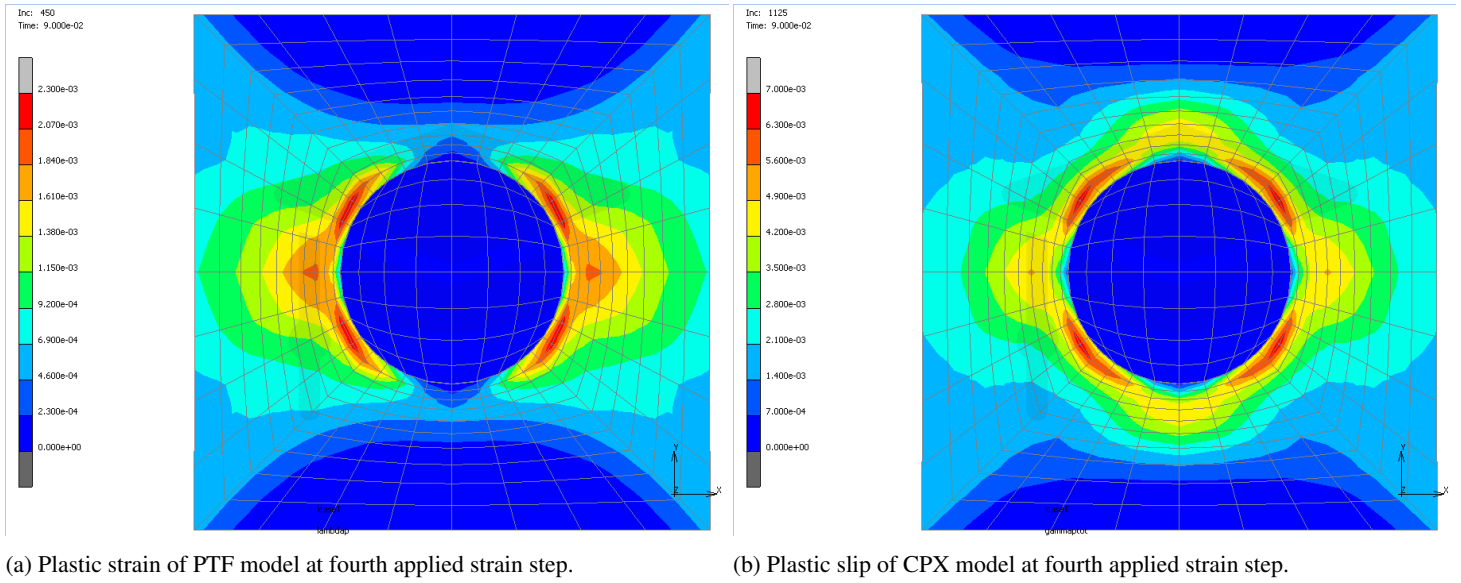 Inc: 450
Time: 9.000e-02
2.300e-03
2.070e-03
1.840e-03
1.610e-03
1.380e-03
1.150e-03
9.200e-04
6.900e-04
4.600e-04
2.300e-04
0.000e+00
Y
Z X
lambdap
(a) Plastic strain of PTF model at fourth applied strain step.
Inc: 1125
Time: 9.000e-02
7.000e-03
6.300e-03
5.600e-03
4.900e-03
4.200e-03
3.500e-03
2.800e-03
2.100e-03
1.400e-03
7.000e-04
0.000e+00
Y
Z X
gammaptot
(b) Plastic slip of CPX model at fourth applied strain step.